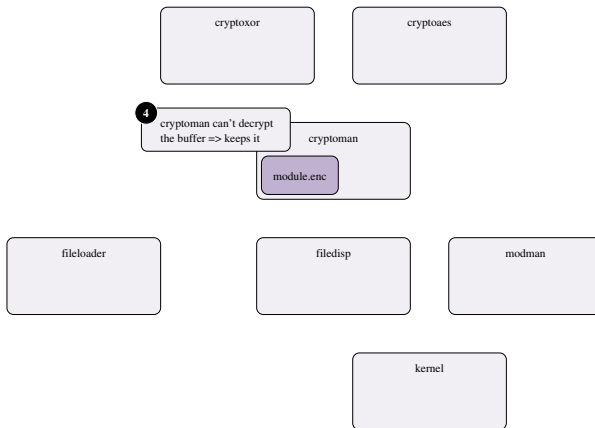 cryptoxor
cryptoaes
4
cryptoman can't decrypt
the buffer => keeps it
cryptoman
module.enc
fileloader
filedisp
modman
kernel